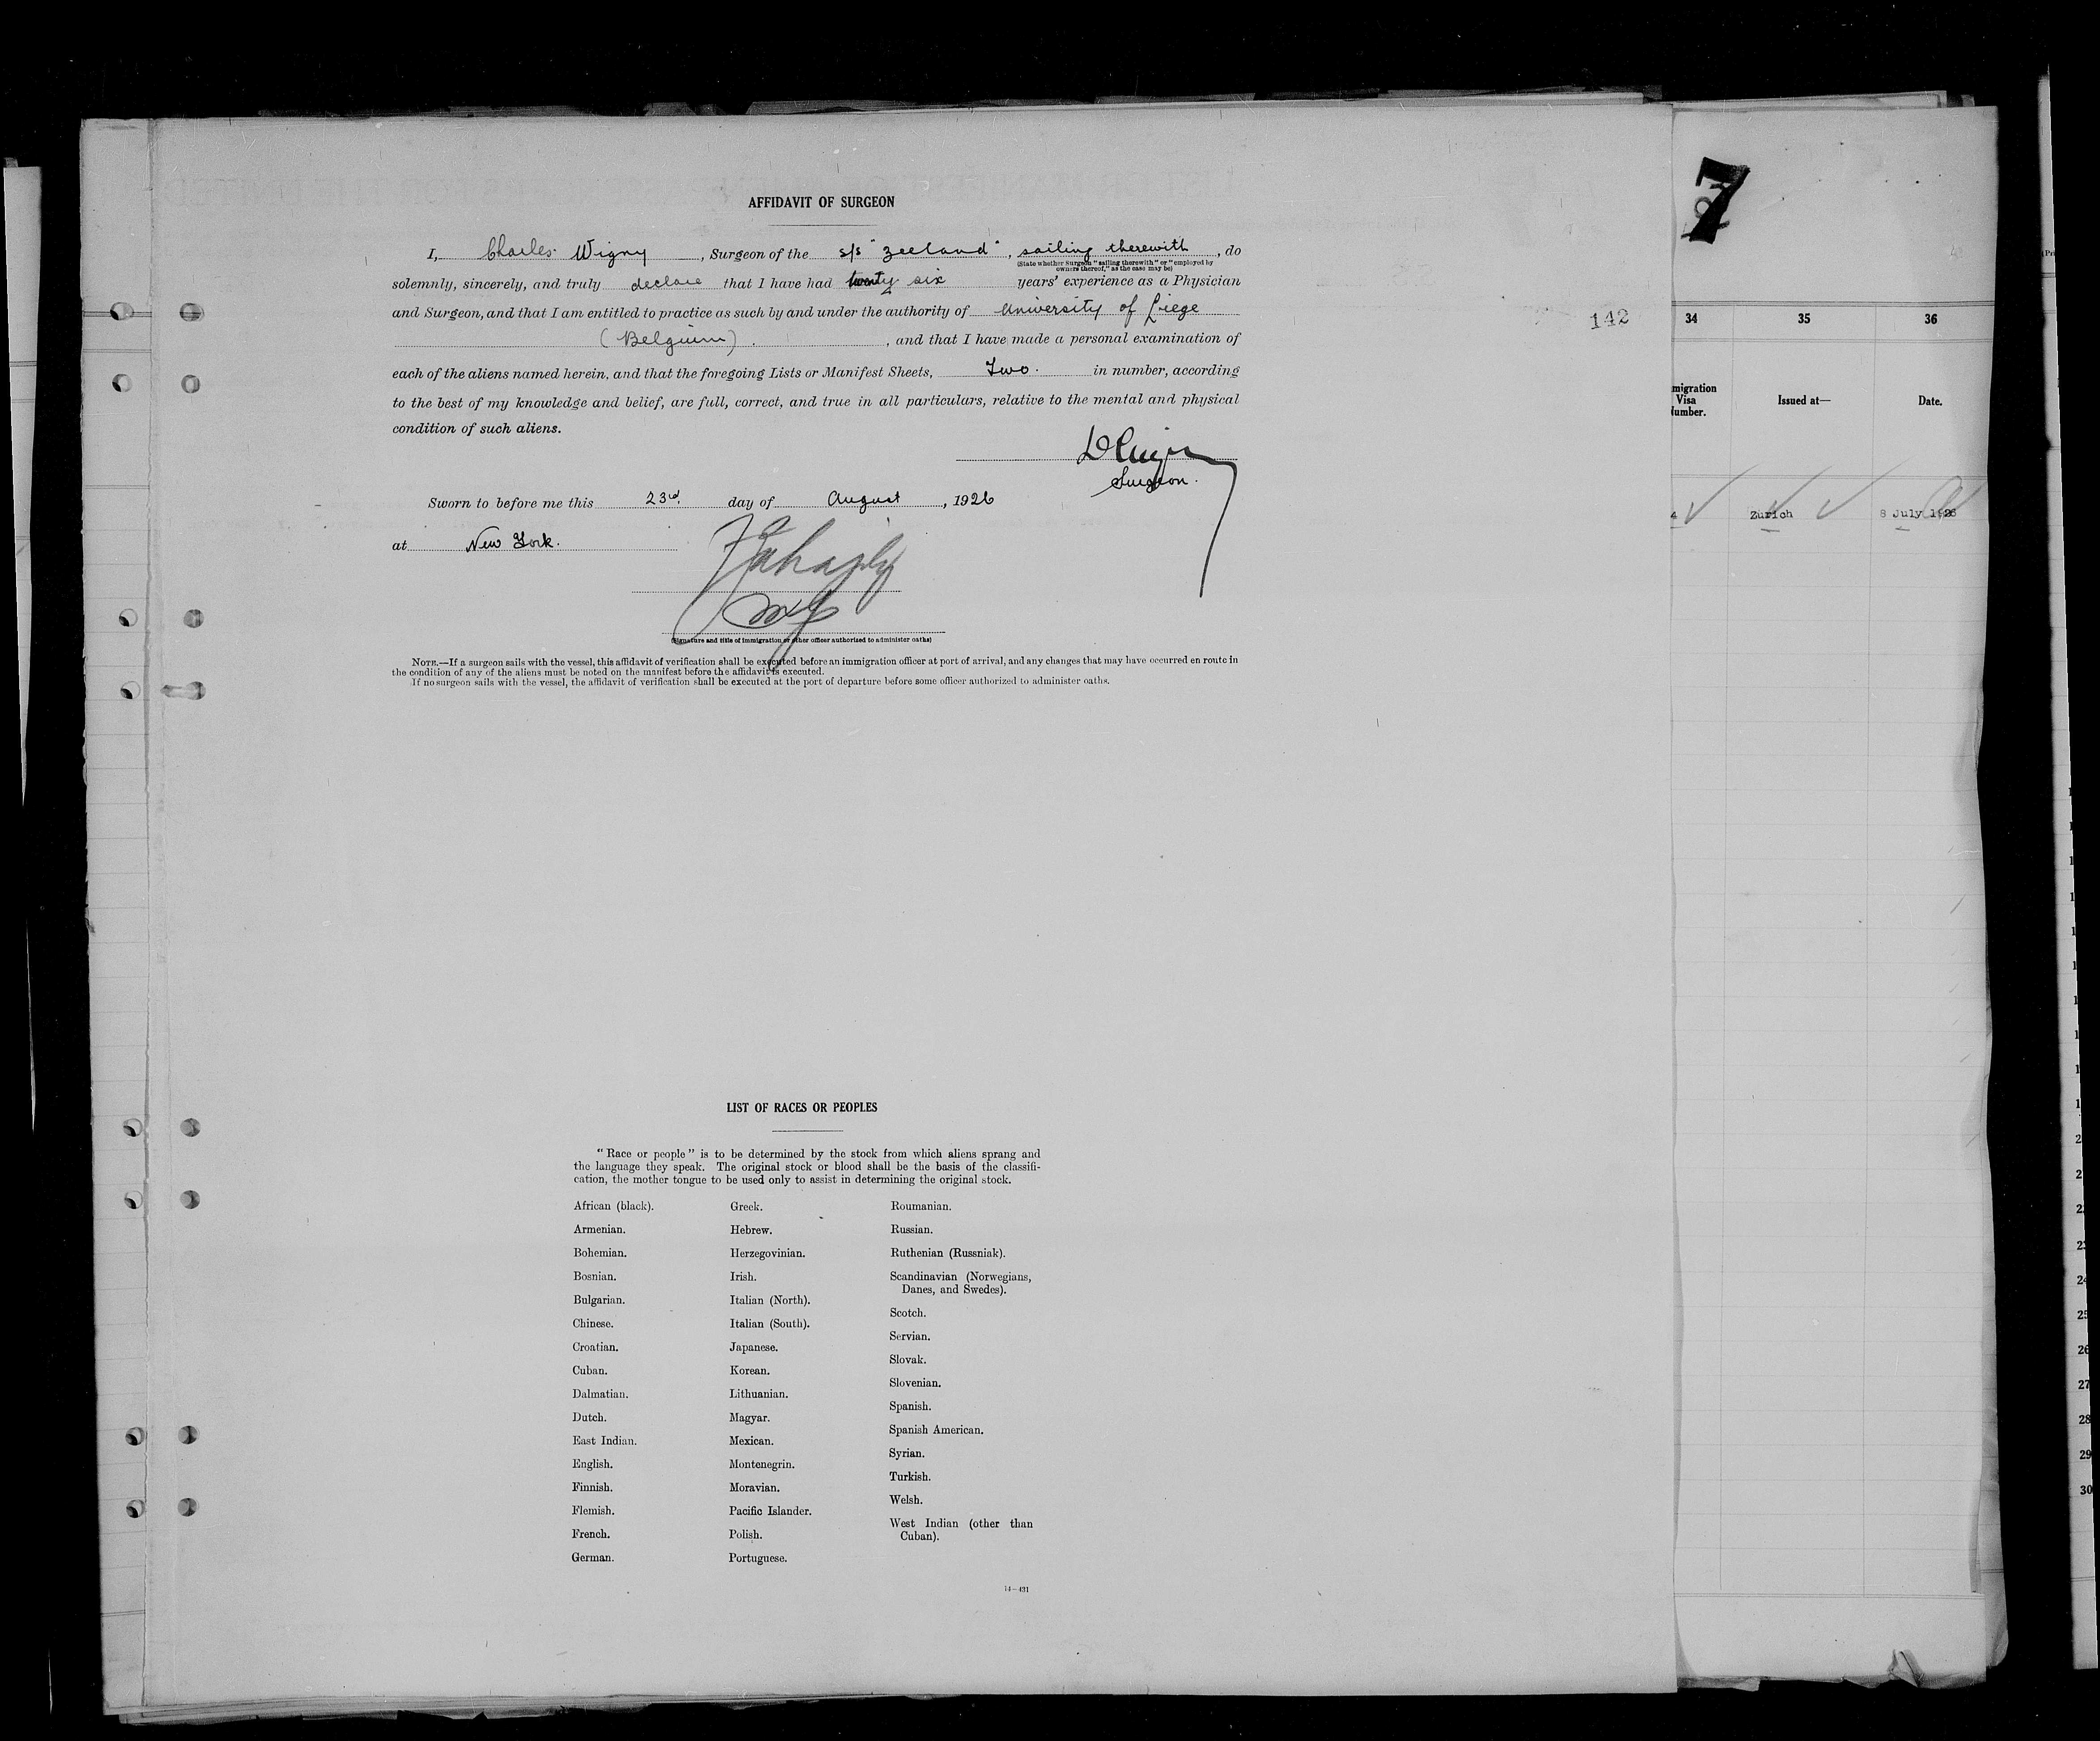 AFFIDAVIT OF SURGEON
I, Charles Wigny, Surgeon of the s/s "Zeeland", sailing therewith, do
(State whether Surgeon "sailing therewith" or "employed by
owners thereof," as the case may be)
solemnly, sincerely, and truly declare that I have had twenty six years' experience as a Physician
and Surgeon, and that I am entitled to practice as such by and under the authority of University of Liege
(Belgium). , and that I have made a personal examination of
each of the aliens named herein, and that the foregoing Lists or Manifest Sheets, Two. in number, according
to the best of my knowledge and belief, are full, correct, and true in all particulars, relative to the mental and physical
condition of such aliens.
Surgeon.
Sworn to before me this 23rd. day of August, 1926
at New York.
(Signature and title of immigration or other officer authorized to administer oaths)
NOTE.—If a surgeon sails with the vessel, this affidavit of verification shall be executed before an immigration officer at port of arrival, and any changes that may have occurred en route in
the condition of any of the aliens must be noted on the manifest before the affidavit is executed.
If no surgeon sails with the vessel, the affidavit of verification shall be executed at the port of departure before some officer authorized to administer oaths.
LIST OF RACES OR PEOPLES
"Race or people" is to be determined by the stock from which aliens sprang and
the language they speak. The original stock or blood shall be the basis of the classifi-
cation, the mother tongue to be used only to assist in determining the original stock.
African (black).
Armenian.
Bohemian.
Bosnian.
Bulgarian.
Chinese.
Croatian.
Cuban.
Dalmatian.
Dutch.
East Indian.
English.
Finnish.
Flemish.
French.
German.
Greek.
Hebrew.
Herzegovinian.
Irish.
Italian (North).
Italian (South).
Japanese.
Korean.
Lithuanian.
Magyar.
Mexican.
Montenegrin.
Moravian.
Pacific Islander.
Polish.
Portuguese.
Roumanian.
Russian.
Ruthenian (Russniak).
Scandinavian (Norwegians,
Danes, and Swedes).
Scotch.
Servian.
Slovak.
Slovenian.
Spanish.
Spanish American.
Syrian.
Turkish.
Welsh.
West Indian (other than
Cuban).
14—431
142
7
34 35 36
migration
Visa
Number.
Issued at—
Date.
4 Zurich 8 July 1926
24
25
26
27
28
29
30